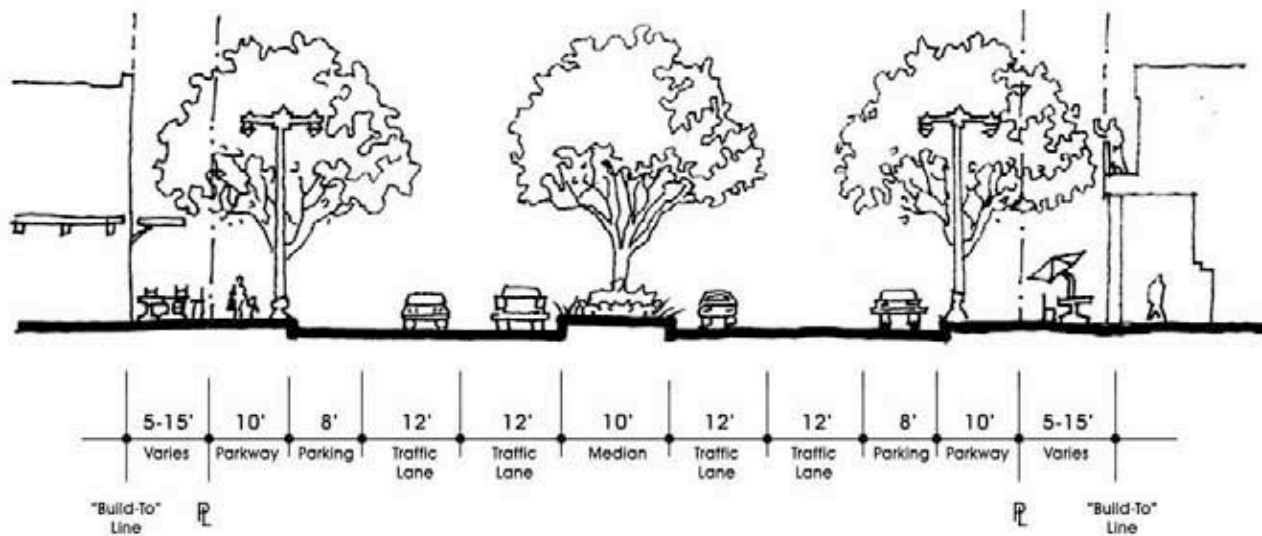 5-15' 10' 8' 12' 12' 10' 12' 12' 8' 10' 5-15'
Varies Parkway Parking Traffic Lane Traffic Lane Median Traffic Lane Traffic Lane Parking Parkway Varies
"Build-To" Line PL PL "Build-To" Line